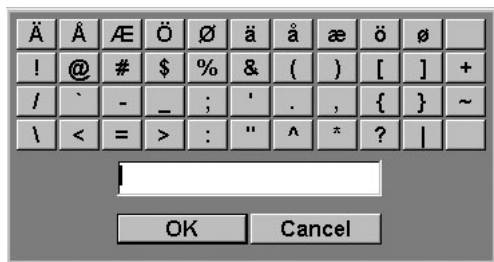 Ä Å Æ Ö Ø ä å æ ö ø
! @ # $ % & ( ) [ ] +
/ ` - _ ; ' . , { } ~
\ < = > : " ^ * ? |
OK Cancel